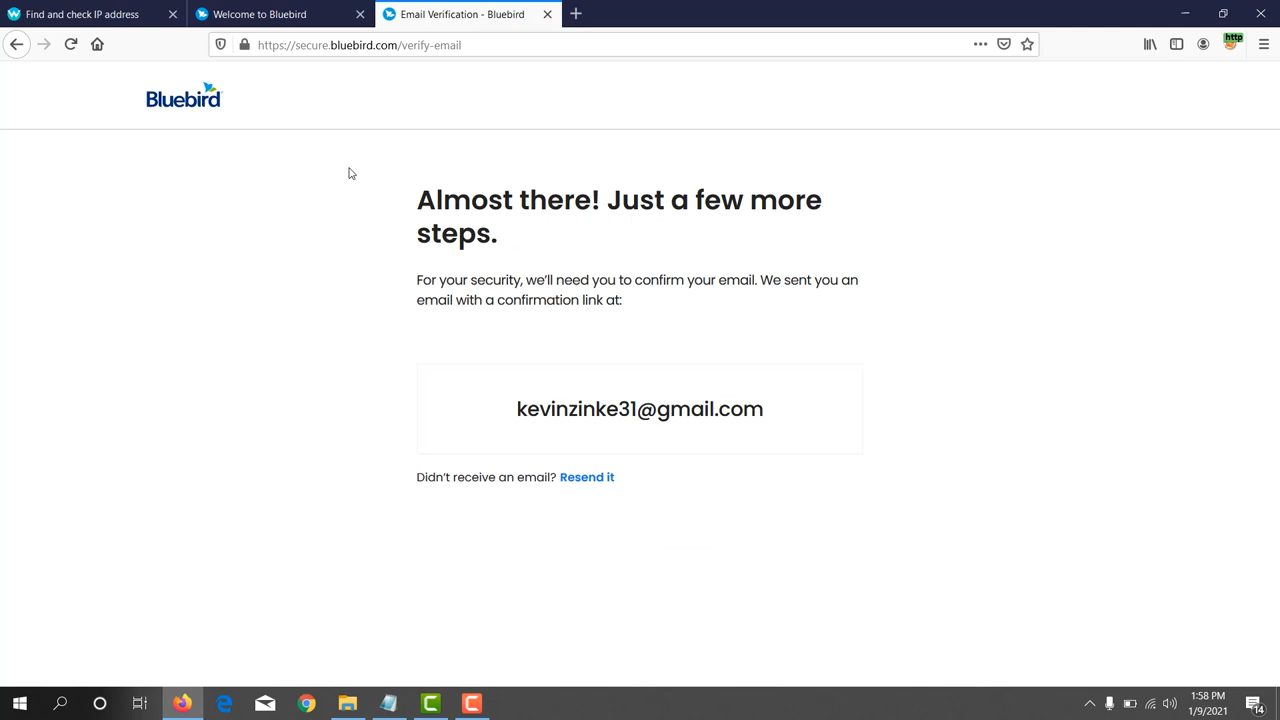 Find and check IP address
Welcome to Bluebird
Email Verification - Bluebird
https://secure.bluebird.com/verify-email
http
Bluebird
Almost there! Just a few more
steps.
For your security, we'll need you to confirm your email. We sent you an
email with a confirmation link at:
kevinzinke31@gmail.com
Didn't receive an email? Resend it
1:58 PM
1/9/2021
14